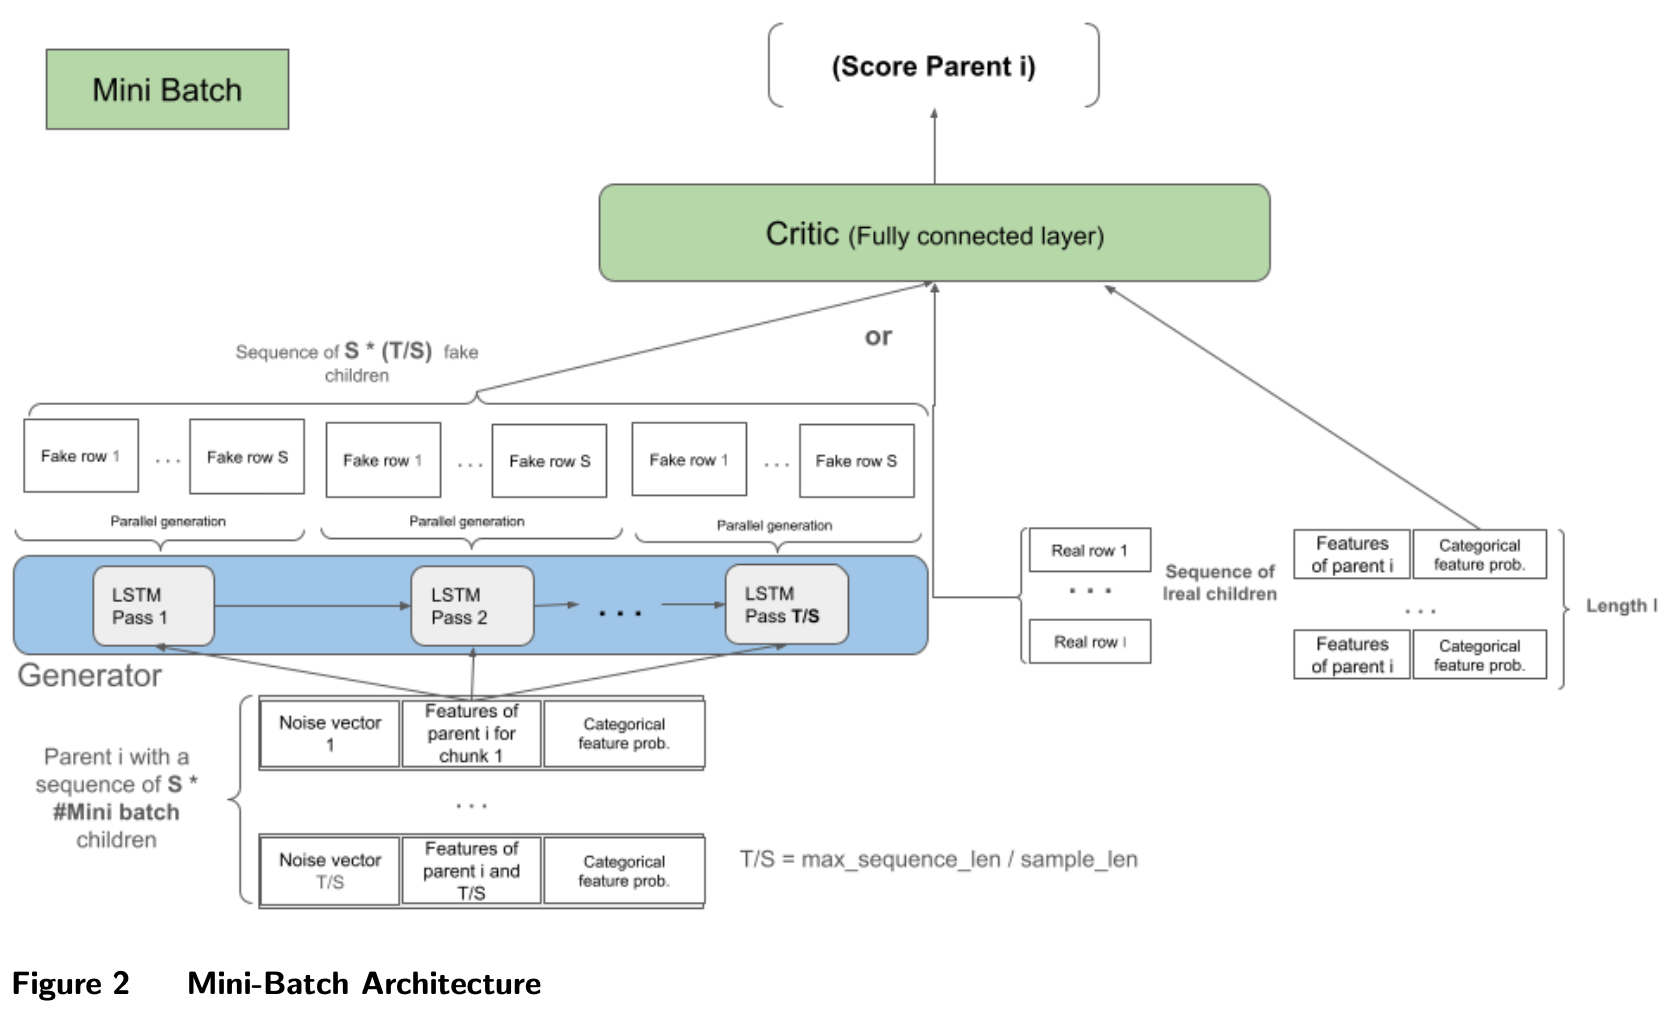 Mini Batch
(Score Parent i)
Critic (Fully connected layer)
or
Sequence of S * (T/S) fake
children
Fake row 1
. . .
Fake row S
Fake row 1
. . .
Fake row S
Fake row 1
. . .
Fake row S
Parallel generation
Parallel generation
Parallel generation
LSTM
Pass 1
LSTM
Pass 2
. . .
LSTM
Pass T/S
Generator
Real row 1
. . .
Real row l
Sequence of
lreal children
Features
of parent i
Categorical
feature prob.
. . .
Features
of parent i
Categorical
feature prob.
Length l
Parent i with a
sequence of S *
#Mini batch
children
Noise vector
1
Features of
parent i for
chunk 1
Categorical
feature prob.
. . .
Noise vector
T/S
Features of
parent i and
T/S
Categorical
feature prob.
T/S = max_sequence_len / sample_len
Figure 2 Mini-Batch Architecture